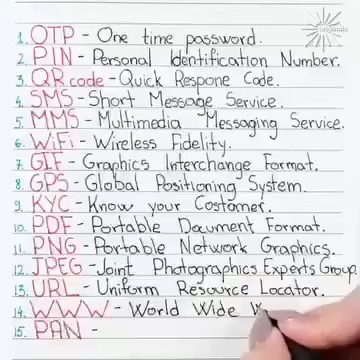 1. OTP - One time password.
2. PIN - Personal Identification Number.
3. QR code - Quick Respone Code.
4. SMS - Short Message Service.
5. MMS - Multimedia Messaging Service.
6. WiFi - Wireless Fidelity.
7. GIF - Graphics Interchange Format.
8. GPS - Global Positioning System.
9. KYC - Know your Costomer.
10. PDF - Portable Document Format.
11. PNG - Portable Network Graphics.
12. JPEG - Joint Photographics Experts Group
13. URL - Uniform Resource Locator.
14. WWW - World Wide W
15. PAN -